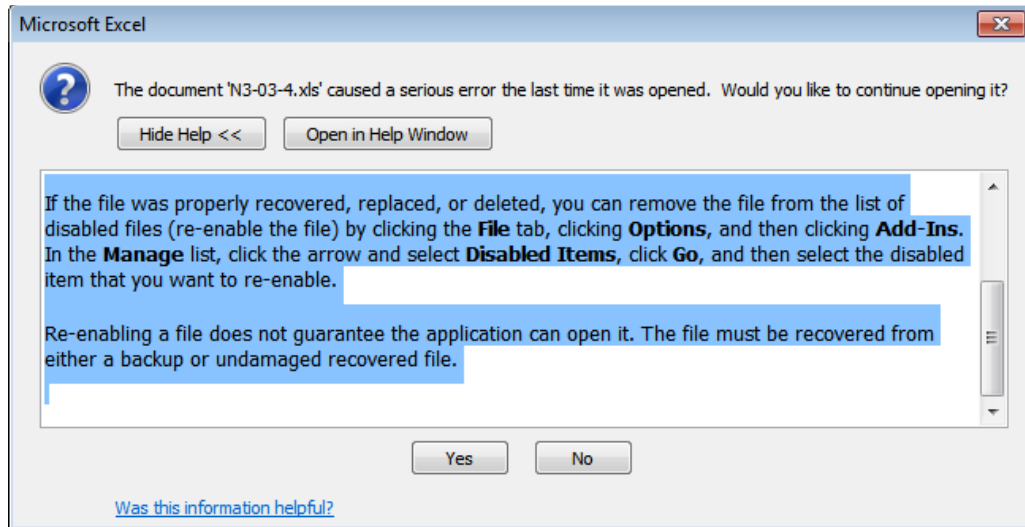 Microsoft Excel
The document 'N3-03-4.xls' caused a serious error the last time it was opened.  Would you like to continue opening it?
Hide Help <<
Open in Help Window
If the file was properly recovered, replaced, or deleted, you can remove the file from the list of
disabled files (re-enable the file) by clicking the File tab, clicking Options, and then clicking Add-Ins.
In the Manage list, click the arrow and select Disabled Items, click Go, and then select the disabled
item that you want to re-enable.
Re-enabling a file does not guarantee the application can open it. The file must be recovered from
either a backup or undamaged recovered file.
Yes
No
Was this information helpful?